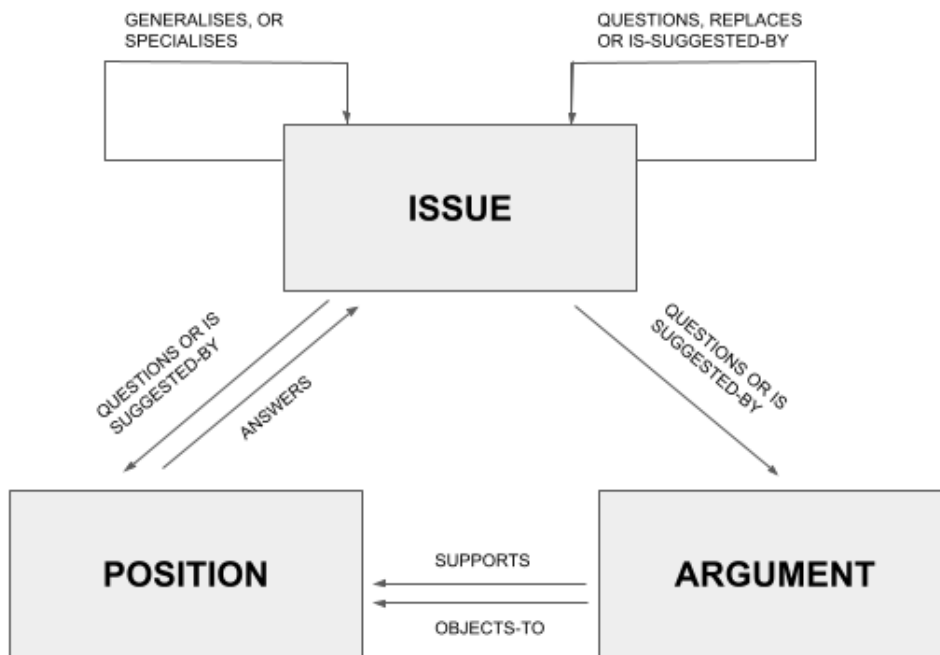 GENERALISES, OR
SPECIALISES
QUESTIONS, REPLACES
OR IS-SUGGESTED-BY
ISSUE
QUESTIONS OR IS
SUGGESTED-BY
ANSWERS
QUESTIONS OR IS
SUGGESTED-BY
POSITION
SUPPORTS
OBJECTS-TO
ARGUMENT